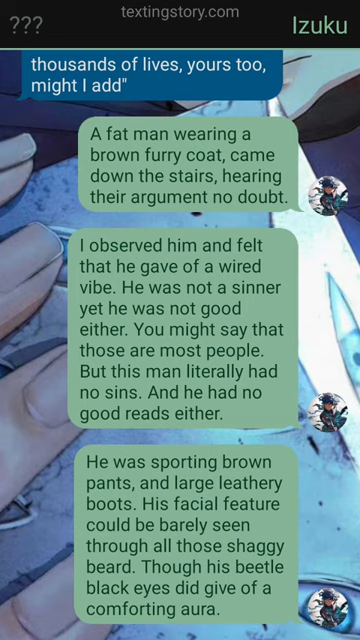 textingstory.com
???
Izuku
thousands of lives, yours too,
might I add"
A fat man wearing a
brown furry coat, came
down the stairs, hearing
their argument no doubt.
I observed him and felt
that he gave of a wired
vibe. He was not a sinner
yet he was not good
either. You might say that
those are most people.
But this man literally had
no sins. And he had no
good reads either.
He was sporting brown
pants, and large leathery
boots. His facial feature
could be barely seen
through all those shaggy
beard. Though his beetle
black eyes did give of a
comforting aura.